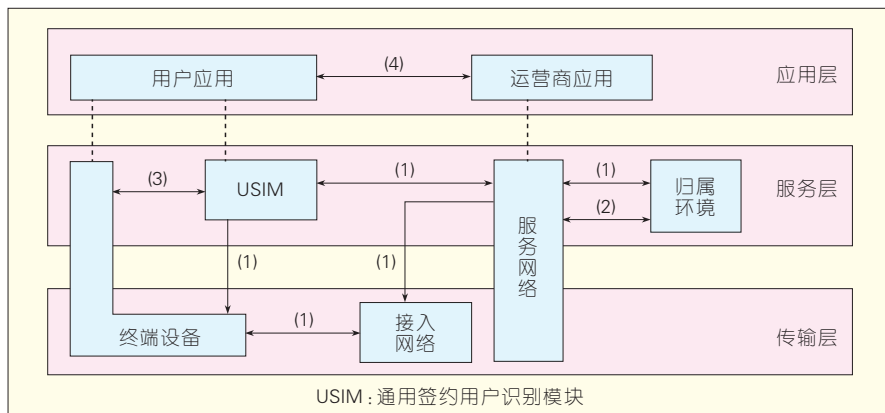 用户应用
(4)
运营商应用
应用层
(3)
USIM
(1)
服务网络
(1)
(2)
归属
环境
服务层
(1)
(1)
终端设备
(1)
接入
网络
传输层
USIM:通用签约用户识别模块